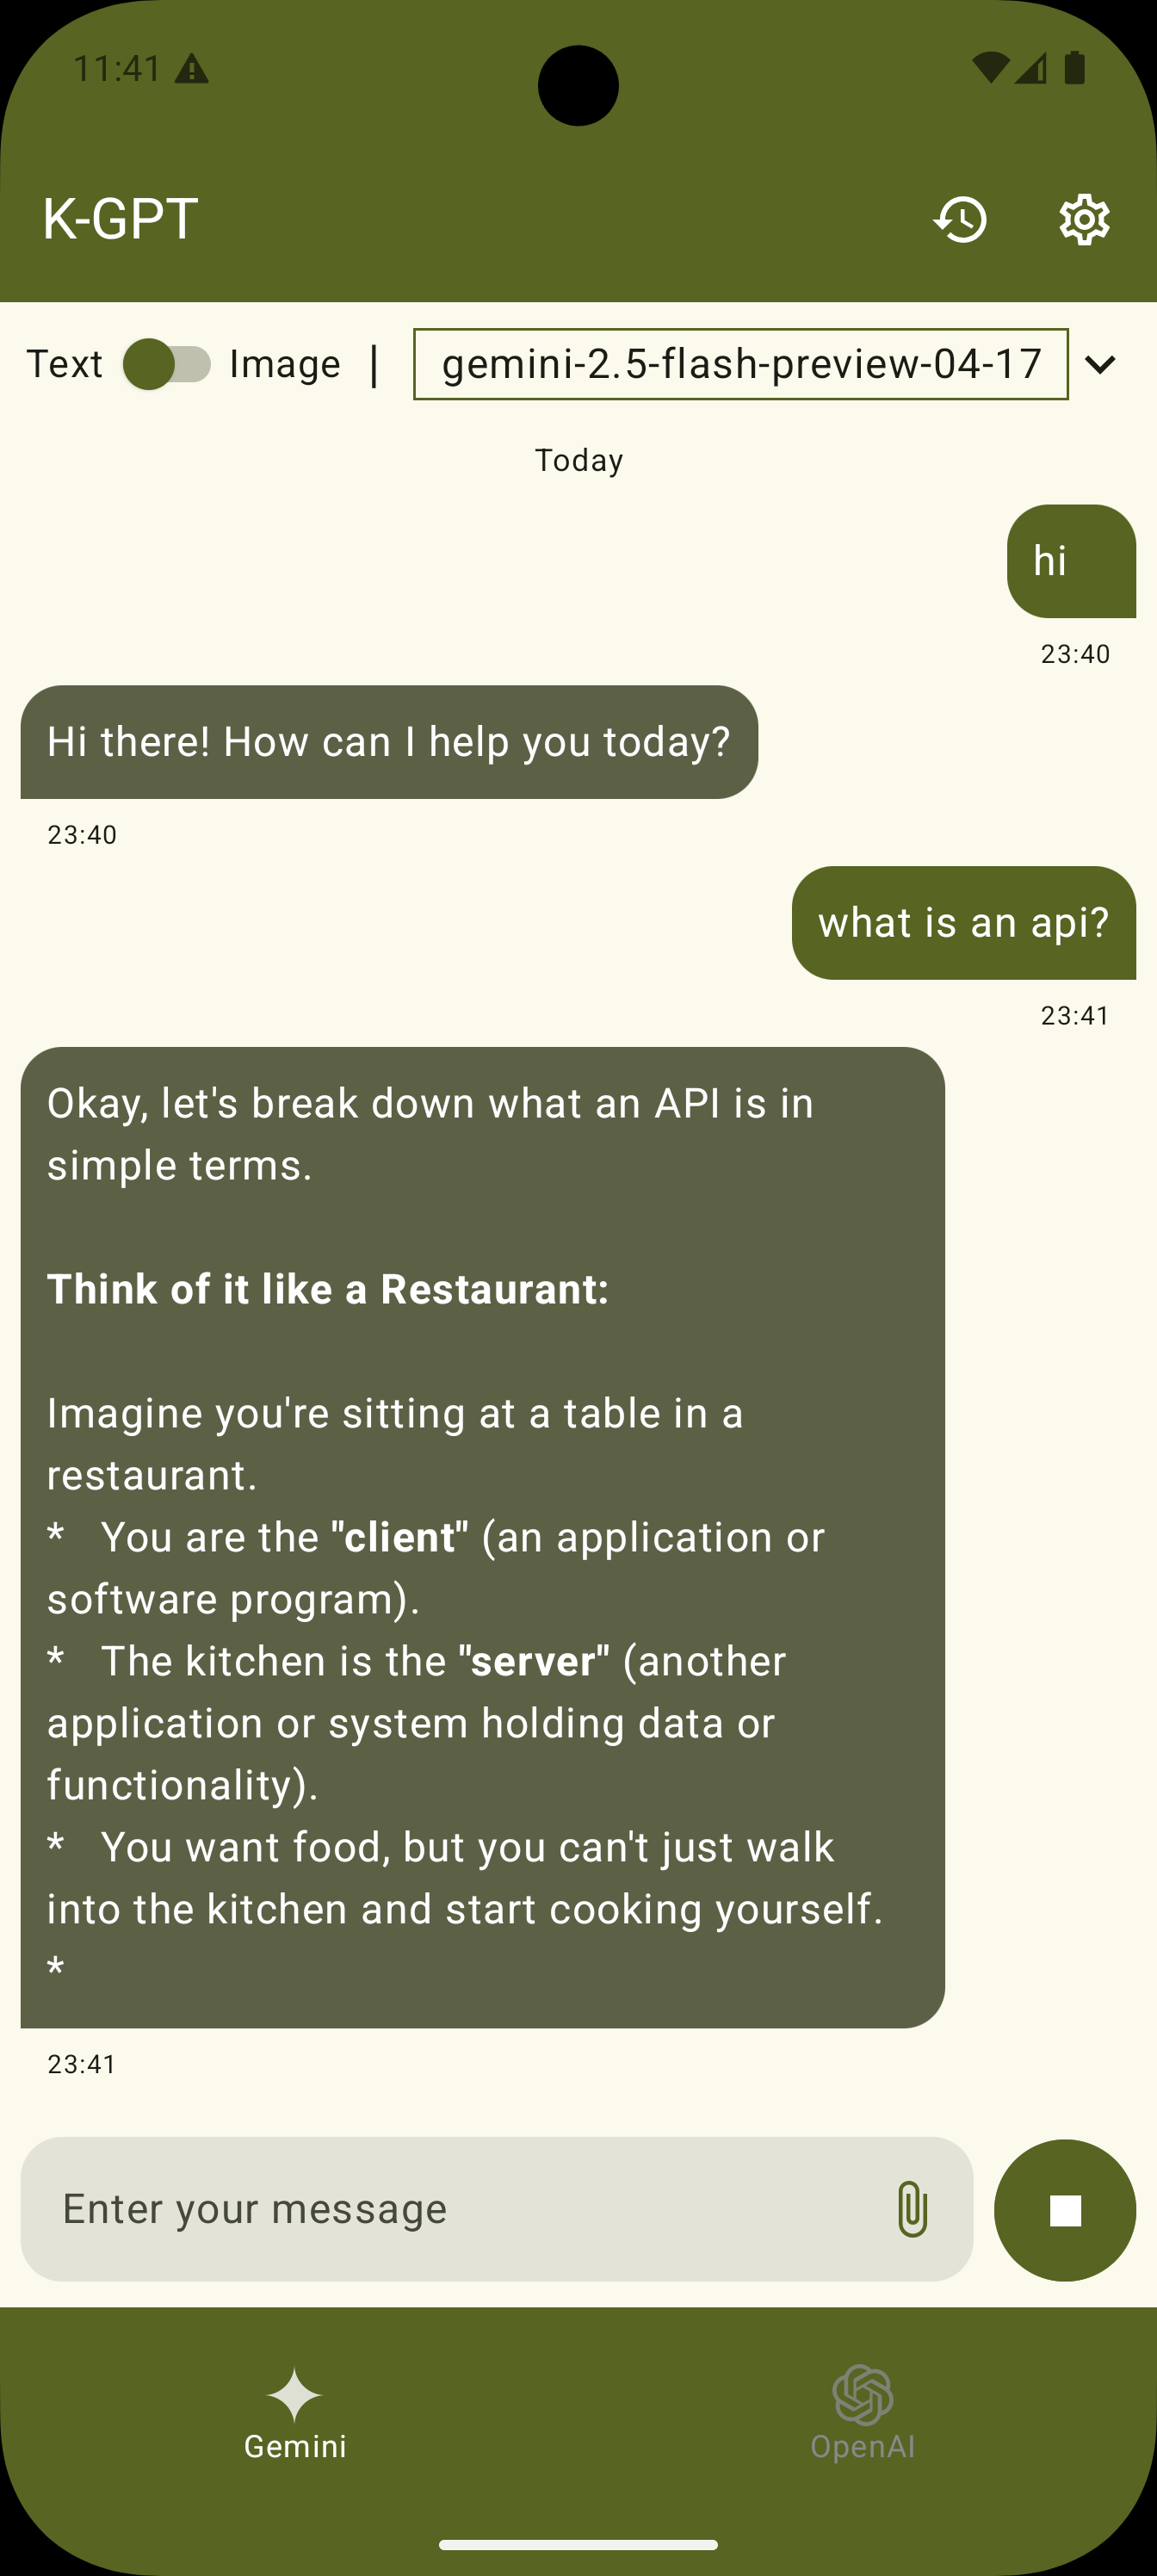 11:41
K-GPT
Text Image | gemini-2.5-flash-preview-04-17
Today
hi
23:40
Hi there! How can I help you today?
23:40
what is an api?
23:41
Okay, let's break down what an API is in
simple terms.
Think of it like a Restaurant:
Imagine you're sitting at a table in a
restaurant.
*   You are the "client" (an application or
software program).
*   The kitchen is the "server" (another
application or system holding data or
functionality).
*   You want food, but you can't just walk
into the kitchen and start cooking yourself.
*
23:41
Enter your message
Gemini OpenAI